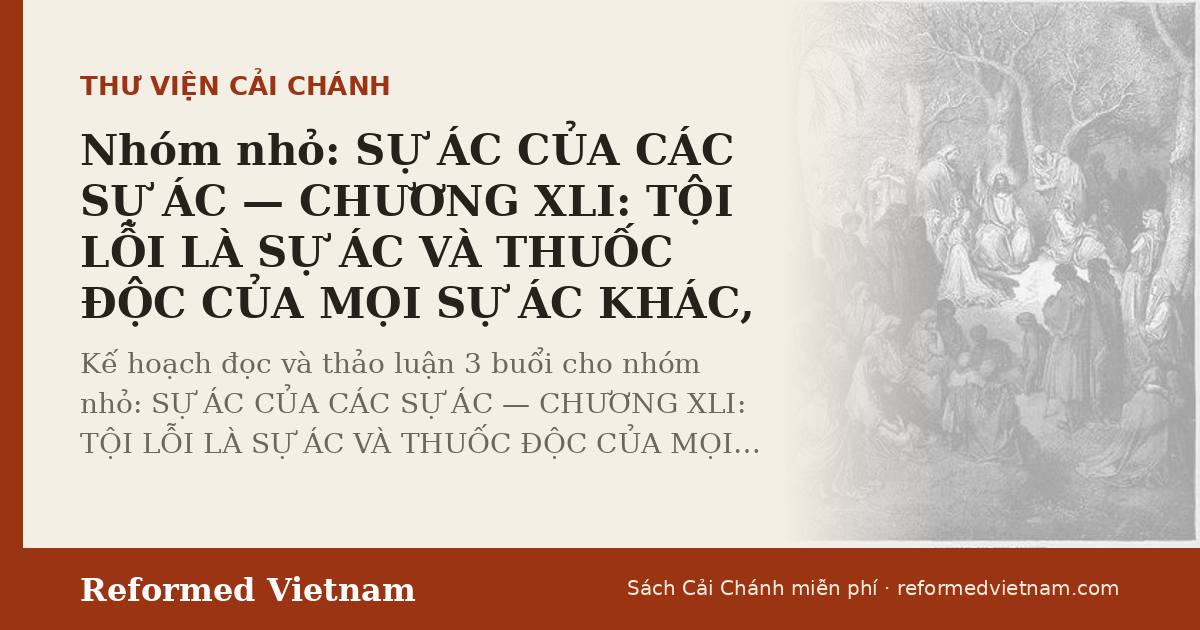 THƯ VIỆN CẢI CHÁNH
Nhóm nhỏ: SỰ ÁC CỦA CÁC
SỰ ÁC — CHƯƠNG XLI: TỘI
LỖI LÀ SỰ ÁC VÀ THUỐC
ĐỘC CỦA MỌI SỰ ÁC KHÁC,
Kế hoạch đọc và thảo luận 3 buổi cho nhóm
nhỏ: SỰ ÁC CỦA CÁC SỰ ÁC — CHƯƠNG XLI:
TỘI LỖI LÀ SỰ ÁC VÀ THUỐC ĐỘC CỦA MỌI...
Reformed Vietnam
Sách Cải Chánh miễn phí · reformedvietnam.com